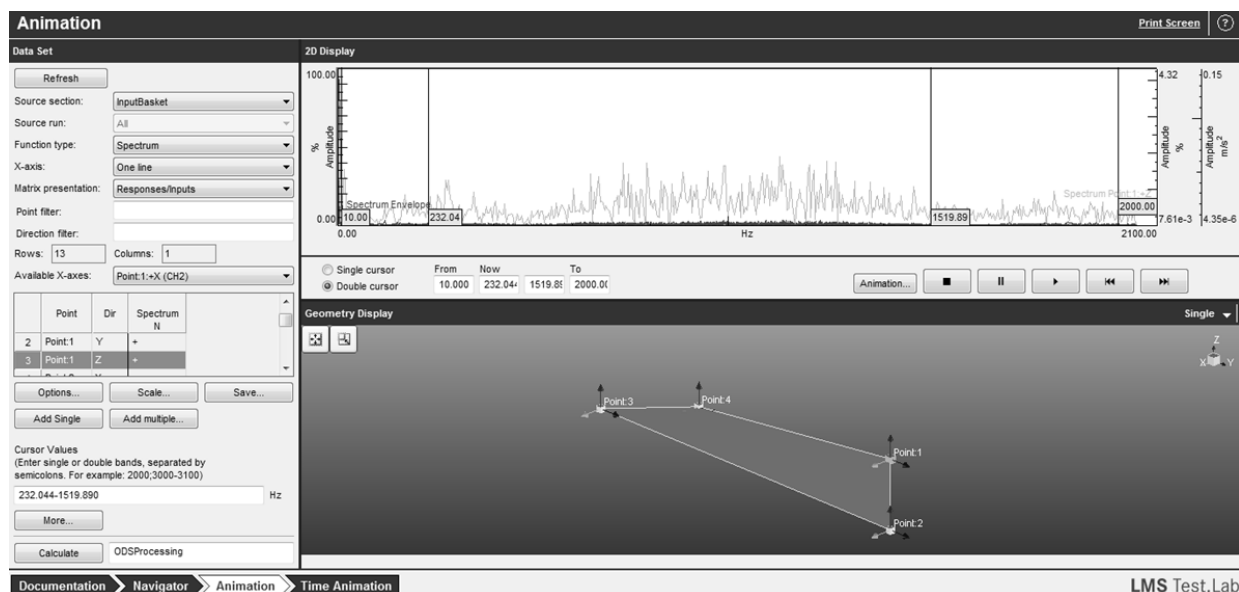 Animation
Print Screen
?
Data Set
2D Display
Refresh
Source section: InputBasket
Source run: All
Function type: Spectrum
X-axis: One line
Matrix presentation: Responses/Inputs
Point filter:
Direction filter:
Rows: 13 Columns: 1
Available X-axes: Point:1:+X (CH2)
Point Dir Spectrum
N
2 Point:1 Y +
3 Point:1 Z +
Options... Scale... Save...
Add Single Add multiple...
Cursor Values
(Enter single or double bands, separated by
semicolons. For example: 2000;3000-3100)
232.044-1519.890 Hz
More...
Calculate ODSProcessing
100.00
%
Amplitude
0.00
Spectrum Envelope
10.00 232.04 1519.89 2000.00
Spectrum Point:1:+Z
0.00 Hz 2100.00
4.32
Amplitude
%
7.61e-3
0.15
Amplitude
m/s²
4.35e-6
Single cursor
Double cursor
From Now To
10.000 232.044 1519.89 2000.00
Animation...
Geometry Display
Single
Z
X Y
Point:3
Point:4
Point:1
Point:2
Documentation Navigator Animation Time Animation
LMS Test.Lab